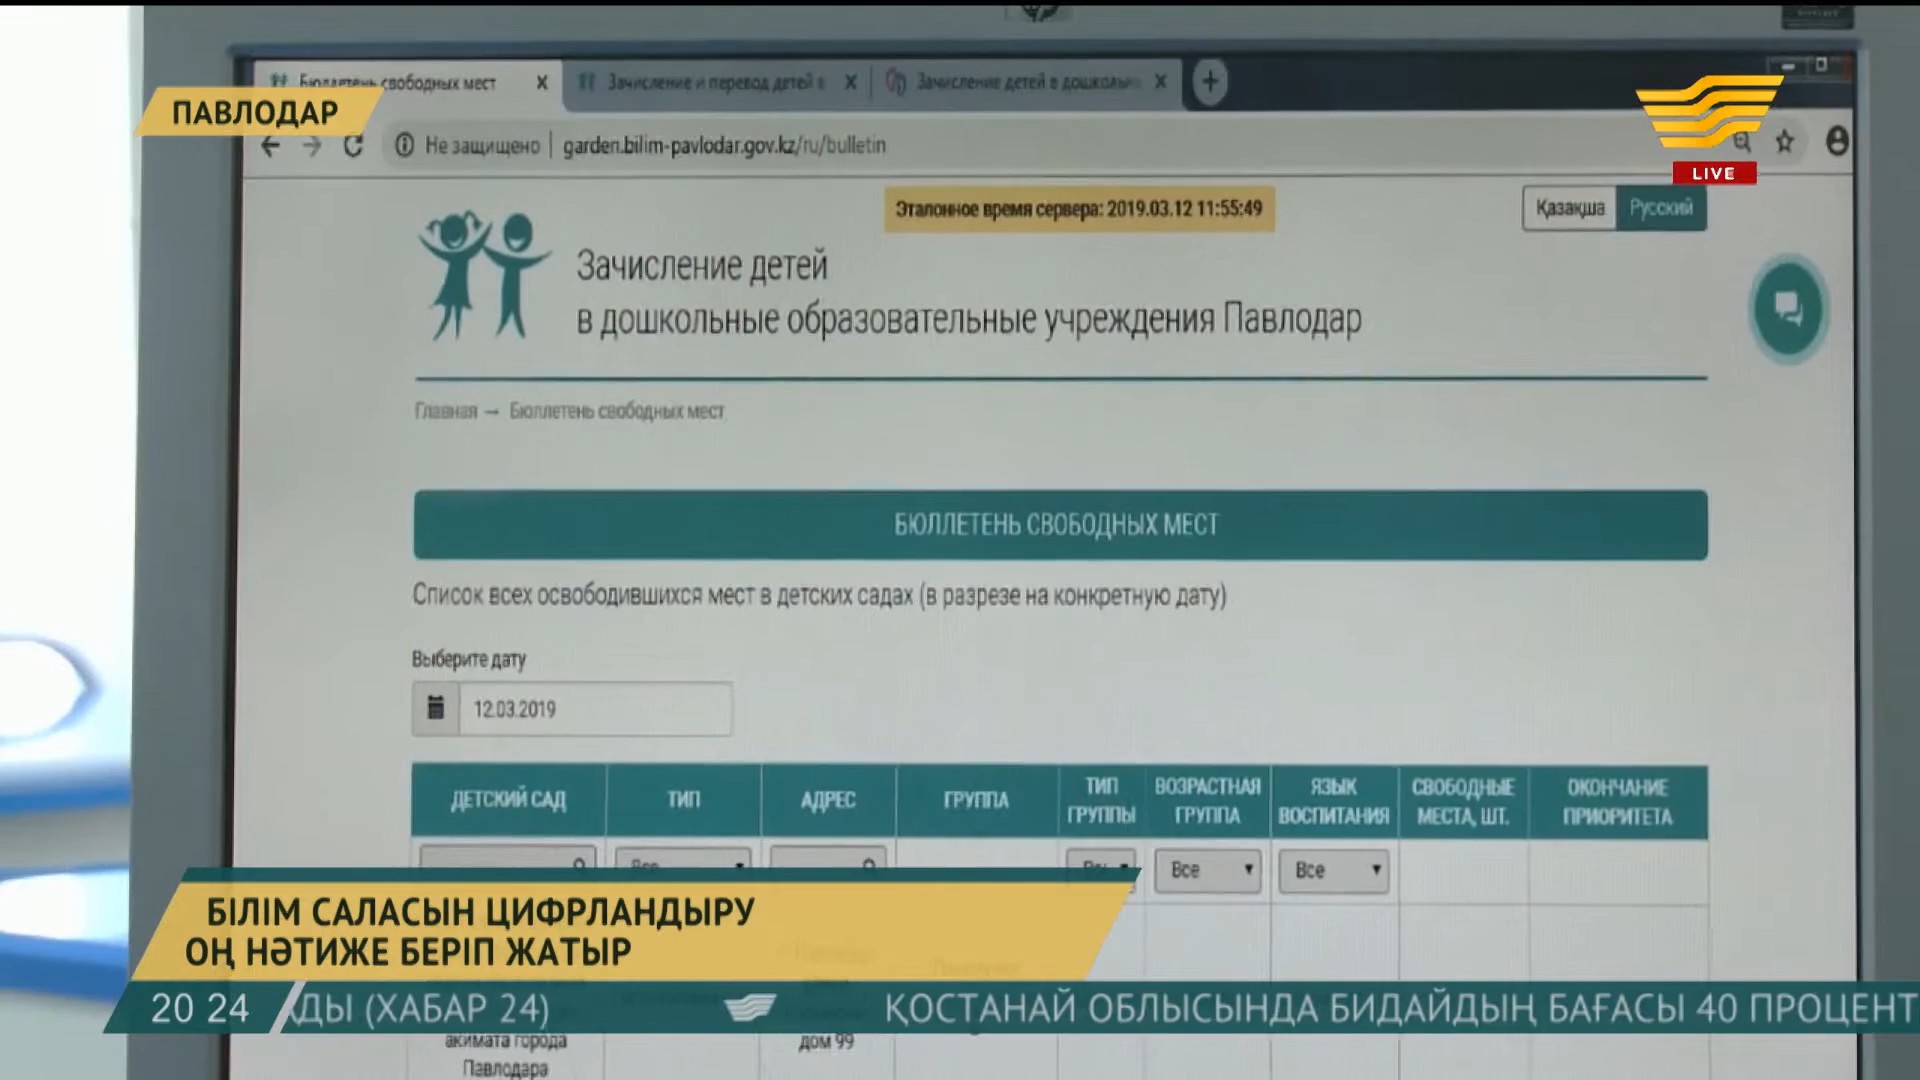 Бюллетень свободных мест
Зачисление и перевод детей в
Зачисление детей в дошкольн
ПАВЛОДАР
Не защищено
garden.bilim-pavlodar.gov.kz/ru/bulletin
LIVE
Эталонное время сервера: 2019.03.12 11:55:49
Қазақша
Русский
Зачисление детей
в дошкольные образовательные учреждения Павлодар
Главная → Бюллетень свободных мест
БЮЛЛЕТЕНЬ СВОБОДНЫХ МЕСТ
Список всех освободившихся мест в детских садах (в разрезе на конкретную дату)
Выберите дату
12.03.2019
ДЕТСКИЙ САД
ТИП
АДРЕС
ГРУППА
ТИП
ГРУППЫ
ВОЗРАСТНАЯ
ГРУППА
ЯЗЫК
ВОСПИТАНИЯ
СВОБОДНЫЕ
МЕСТА, ШТ.
ОКОНЧАНИЕ
ПРИОРИТЕТА
Все
Все
Все
БІЛІМ САЛАСЫН ЦИФРЛАНДЫРУ
ОҢ НӘТИЖЕ БЕРІП ЖАТЫР
20 24
ДЫ (ХАБАР 24)
ҚОСТАНАЙ ОБЛЫСЫНДА БИДАЙДЫҢ БАҒАСЫ 40 ПРОЦЕНТ
акимата города
Павлодара
дом 99